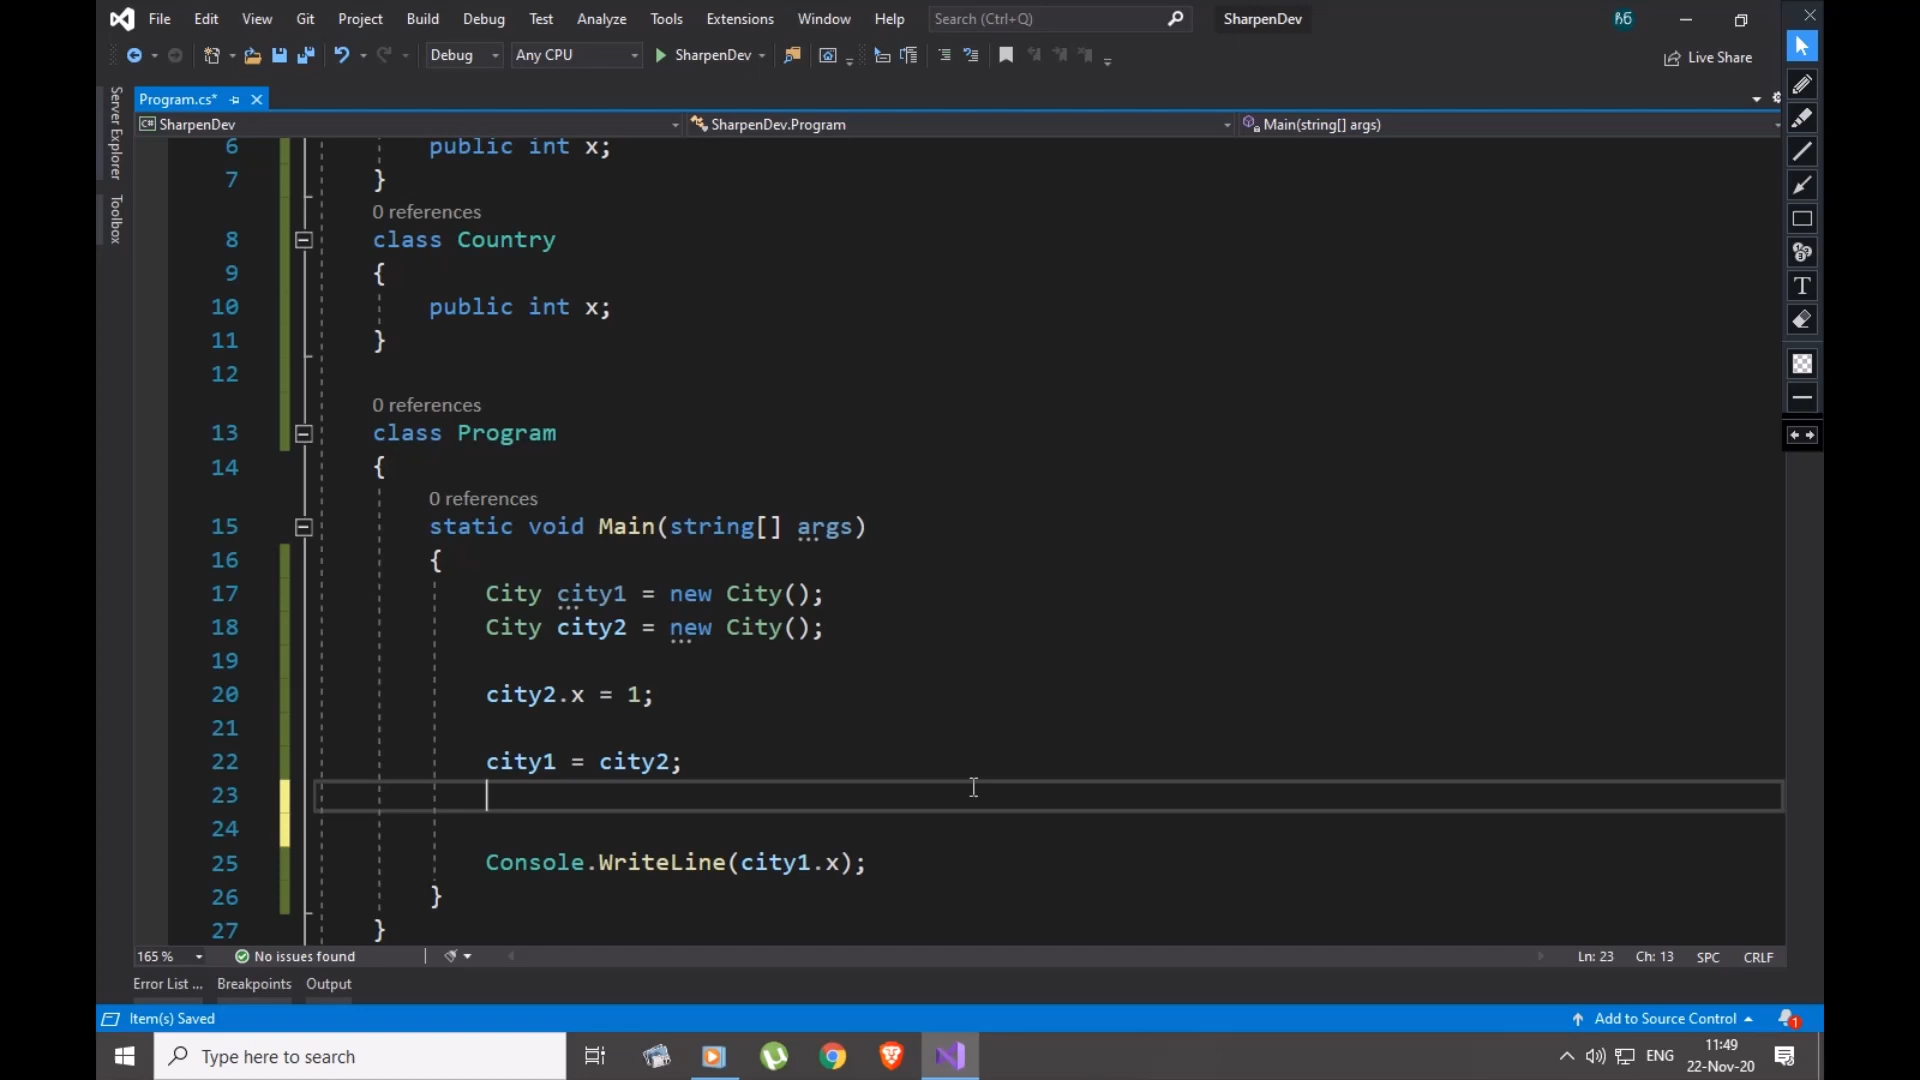 File Edit View Git Project Build Debug Test Analyze Tools Extensions Window Help Search (Ctrl+Q) SharpenDev
Debug Any CPU SharpenDev Live Share
Server Explorer
Toolbox
Program.cs*
SharpenDev SharpenDev.Program Main(string[] args)
6 public int x;
7 }
0 references
8 class Country
9 {
10 public int x;
11 }
12
0 references
13 class Program
14 {
0 references
15 static void Main(string[] args)
16 {
17 City city1 = new City();
18 City city2 = new City();
19
20 city2.x = 1;
21
22 city1 = city2;
23
24
25 Console.WriteLine(city1.x);
26 }
27 }
165 % No issues found Ln: 23 Ch: 13 SPC CRLF
Error List ... Breakpoints Output
Item(s) Saved Add to Source Control 1
Type here to search ENG 11:49
22-Nov-20